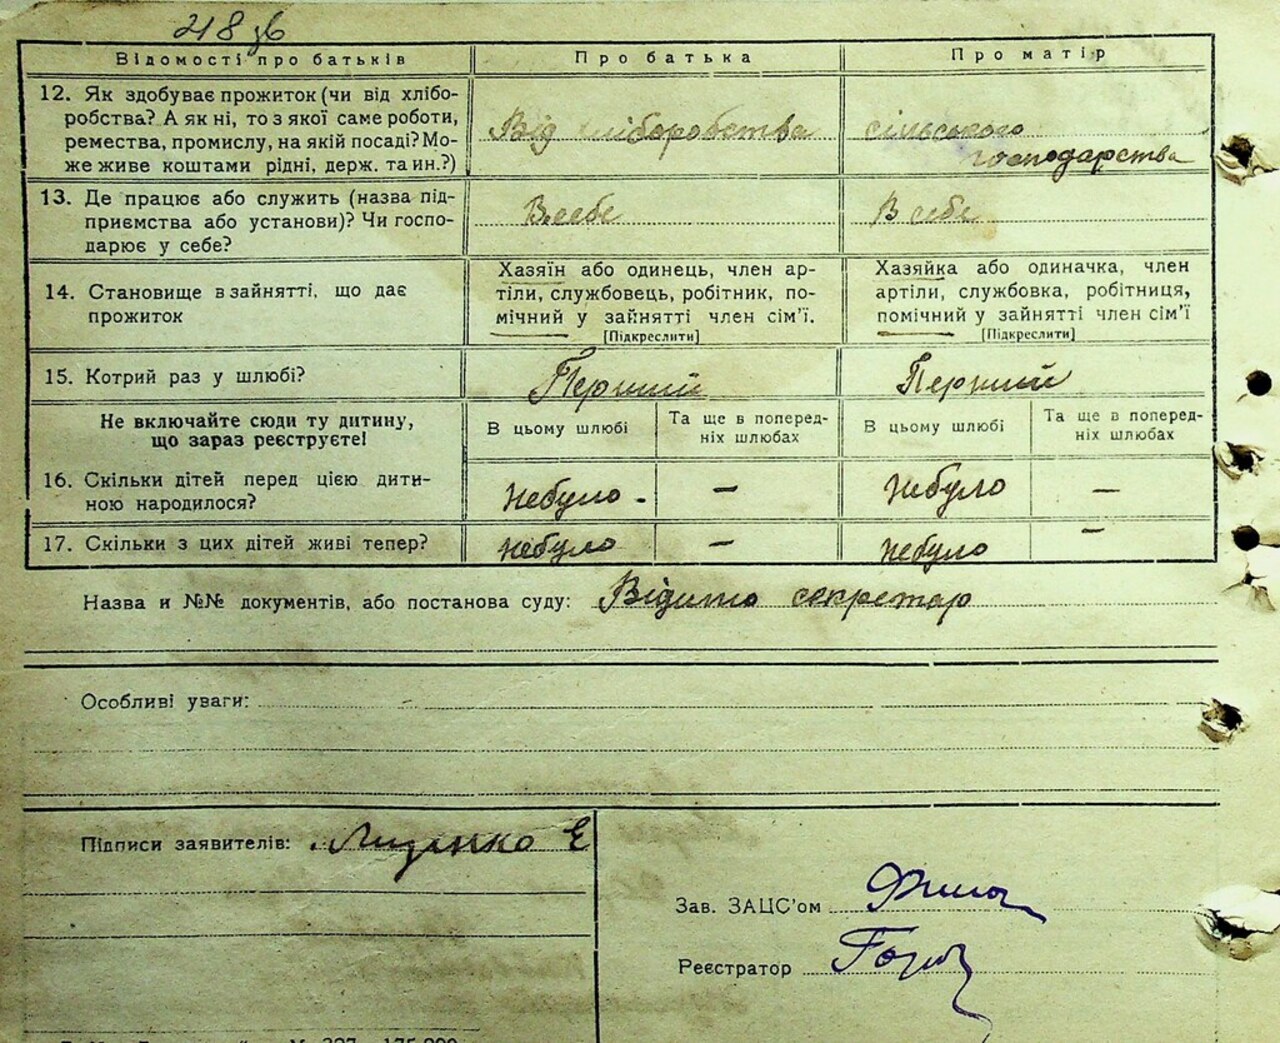 218 зв
Відомості про батьків Про батька Про матір
12. Як здобуває прожиток (чи від хлібо-
робства? А як ні, то з якої саме роботи,
ремества, промислу, на якій посаді? Мо-
же живе коштами рідні, держ. та ин.?)
Від хліборобства
сільського
господарства
13. Де працює або служить (назва під-
приємства або установи)? Чи госпо-
дарює у себе?
В себе
В себе
14. Становище в зайнятті, що дає
прожиток
Хазяїн або одинець, член ар-
тіли, службовець, робітник, по-
мічний у зайнятті член сім'ї.
[Підкреслити]
Хазяйка або одиначка, член
артіли, службовка, робітниця,
помічний у зайнятті член сім'ї
[Підкреслити]
15. Котрий раз у шлюбі?
Перший
Перший
Не включайте сюди ту дитину,
що зараз реєструєте!
В цьому шлюбі
Та ще в поперед-
ніх шлюбах
В цьому шлюбі
Та ще в поперед-
ніх шлюбах
16. Скільки дітей перед цією дити-
ною народилося?
Небуло - — Небуло —
17. Скільки з цих дітей живі тепер?
небуло — небуло —
Назва и №№ документів, або постанова суду: Відимо секретар
Особливі уваги:
Підписи заявителів: Лиценко Е
Зав. ЗАЦС'ом
Реєстратор